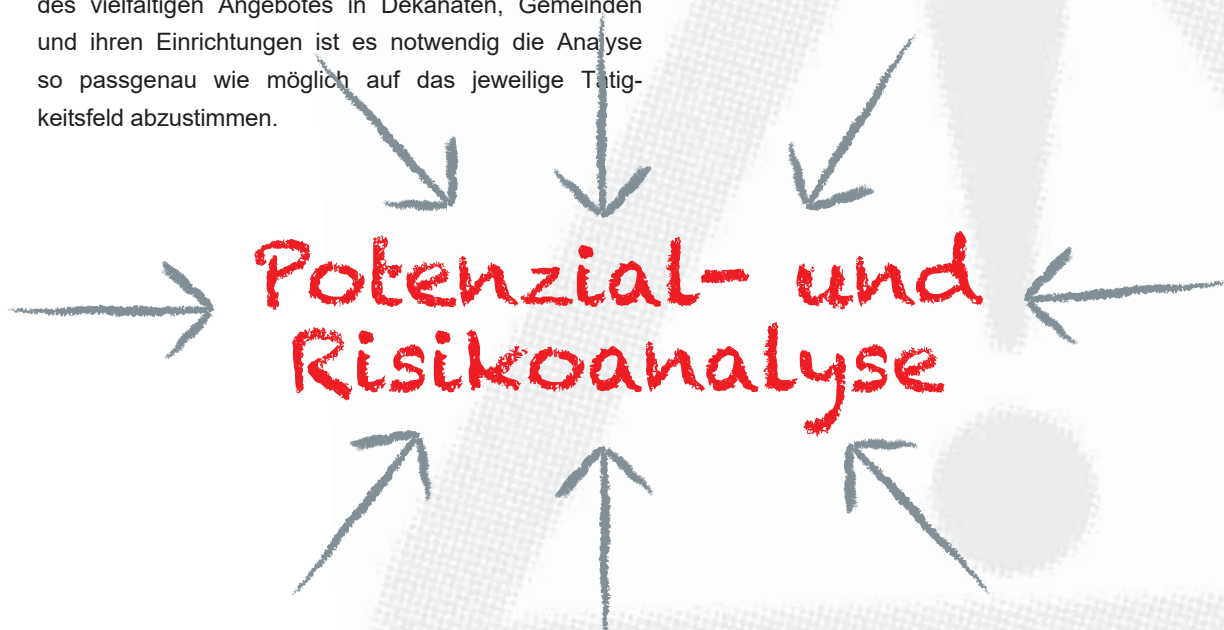 des vielfältigen Angebotes in Dekanaten, Gemeinden
und ihren Einrichtungen ist es notwendig die Analyse
so passgenau wie möglich auf das jeweilige Tätig-
keitsfeld abzustimmen.
Potenzial- und
Risikoanalyse